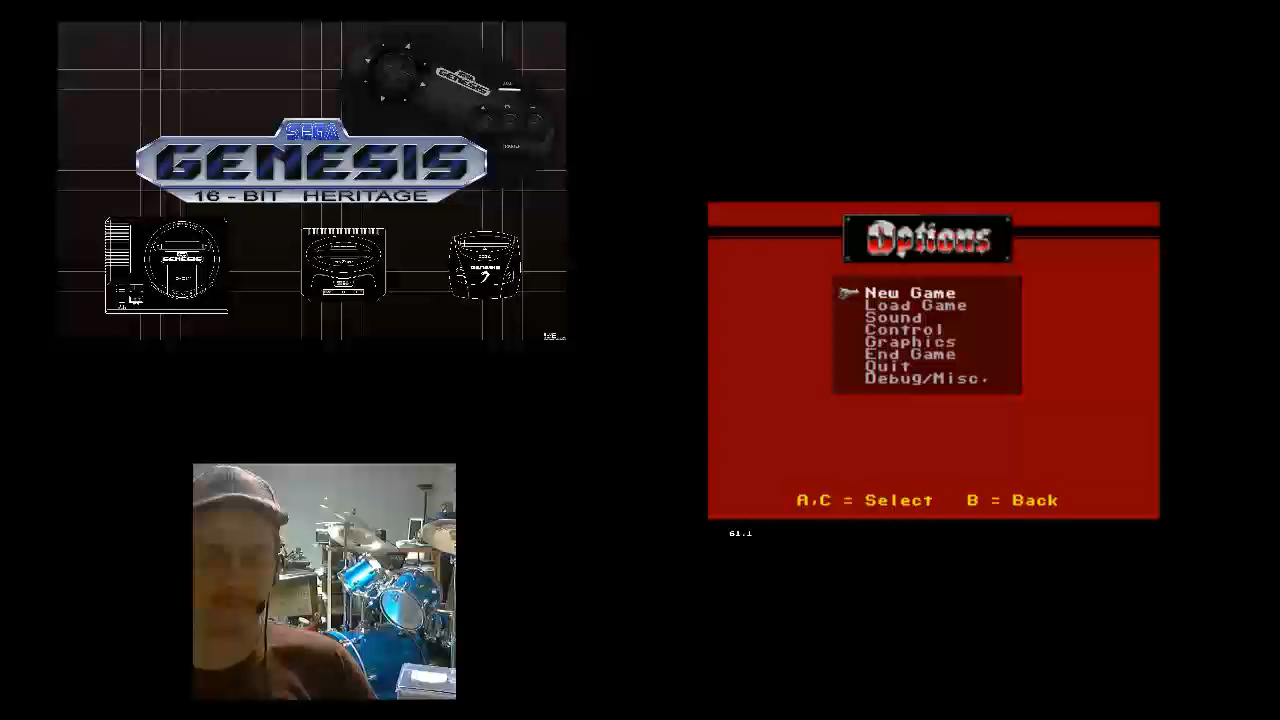 SEGA
GENESIS
16-BIT HERITAGE
Options
New Game
Load Game
Sound
Control
Graphics
End Game
Quit
Debug/Misc.
A,C = Select B = Back
61.1